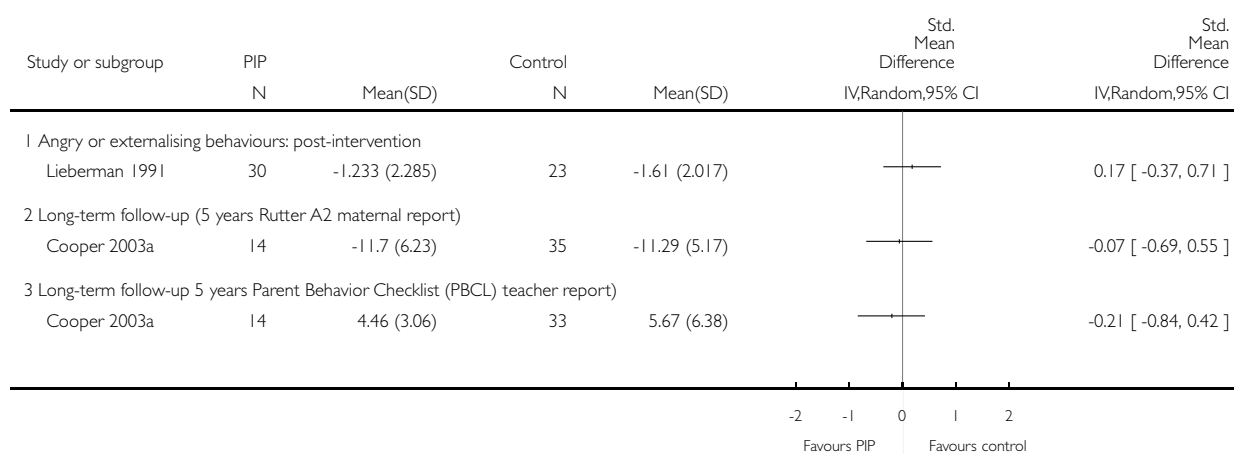 Study or subgroup PIP Control Std. Mean Difference Std. Mean Difference
N Mean(SD) N Mean(SD) IV,Random,95% CI IV,Random,95% CI
1 Angry or externalising behaviours: post-intervention
Lieberman 1991 30 -1.233 (2.285) 23 -1.61 (2.017) 0.17 [ -0.37, 0.71 ]
2 Long-term follow-up (5 years Rutter A2 maternal report)
Cooper 2003a 14 -11.7 (6.23) 35 -11.29 (5.17) -0.07 [ -0.69, 0.55 ]
3 Long-term follow-up 5 years Parent Behavior Checklist (PBCL) teacher report)
Cooper 2003a 14 4.46 (3.06) 33 5.67 (6.38) -0.21 [ -0.84, 0.42 ]
-2 -1 0 1 2
Favours PIP Favours control